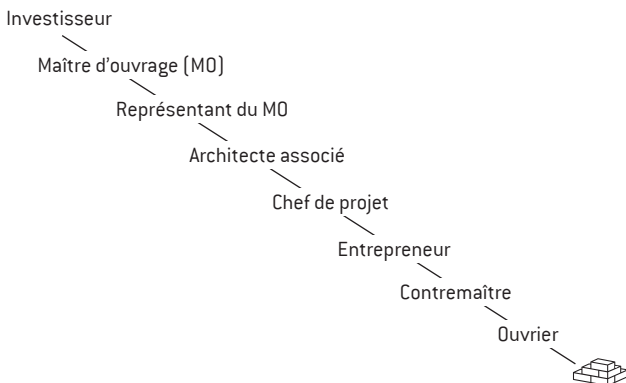 Investisseur
Maître d'ouvrage (MO)
Représentant du MO
Architecte associé
Chef de projet
Entrepreneur
Contremaître
Ouvrier